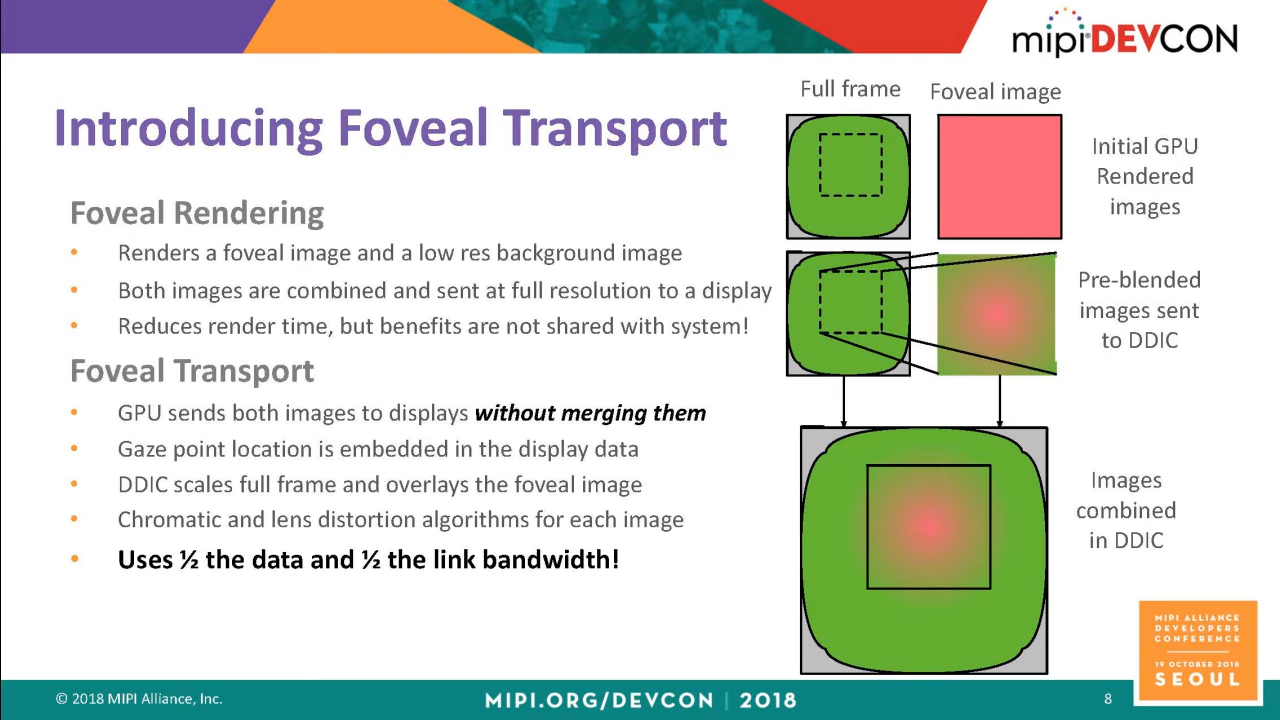 mipi DEVCON
Introducing Foveal Transport
Foveal Rendering
• Renders a foveal image and a low res background image
• Both images are combined and sent at full resolution to a display
• Reduces render time, but benefits are not shared with system!
Foveal Transport
• GPU sends both images to displays without merging them
• Gaze point location is embedded in the display data
• DDIC scales full frame and overlays the foveal image
• Chromatic and lens distortion algorithms for each image
• Uses ½ the data and ½ the link bandwidth!
Full frame
Foveal image
Initial GPU
Rendered
images
Pre-blended
images sent
to DDIC
Images
combined
in DDIC
MIPI ALLIANCE
DEVELOPERS
CONFERENCE
19 OCTOBER 2018
SEOUL
© 2018 MIPI Alliance, Inc.
MIPI.ORG/DEVCON | 2018
8